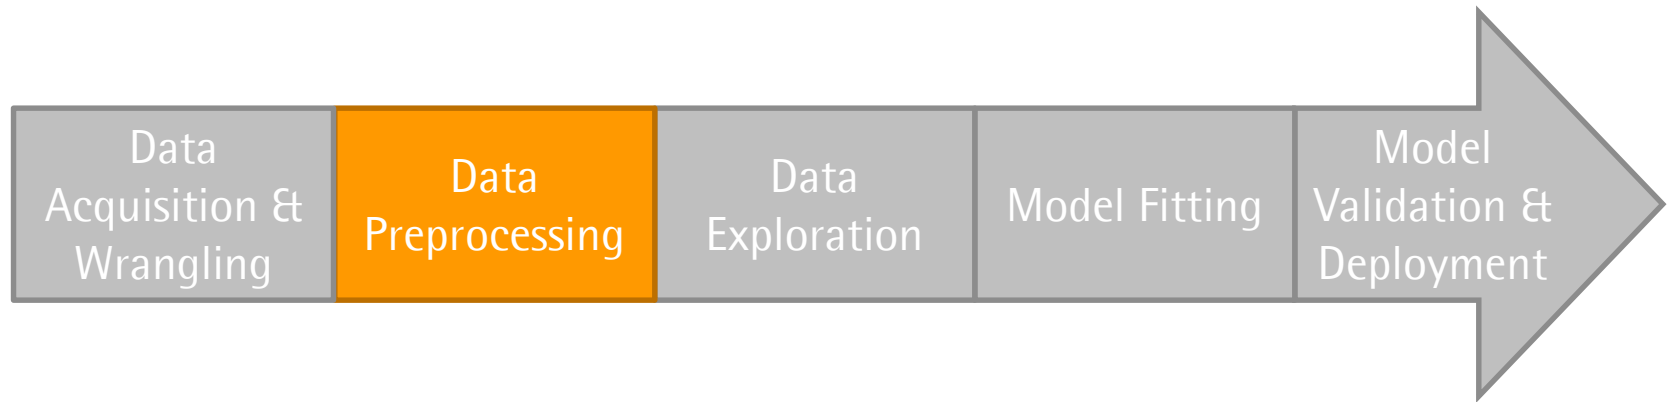 Data
Acquisition &
Wrangling
Data
Preprocessing
Data
Exploration
Model Fitting
Model
Validation &
Deployment